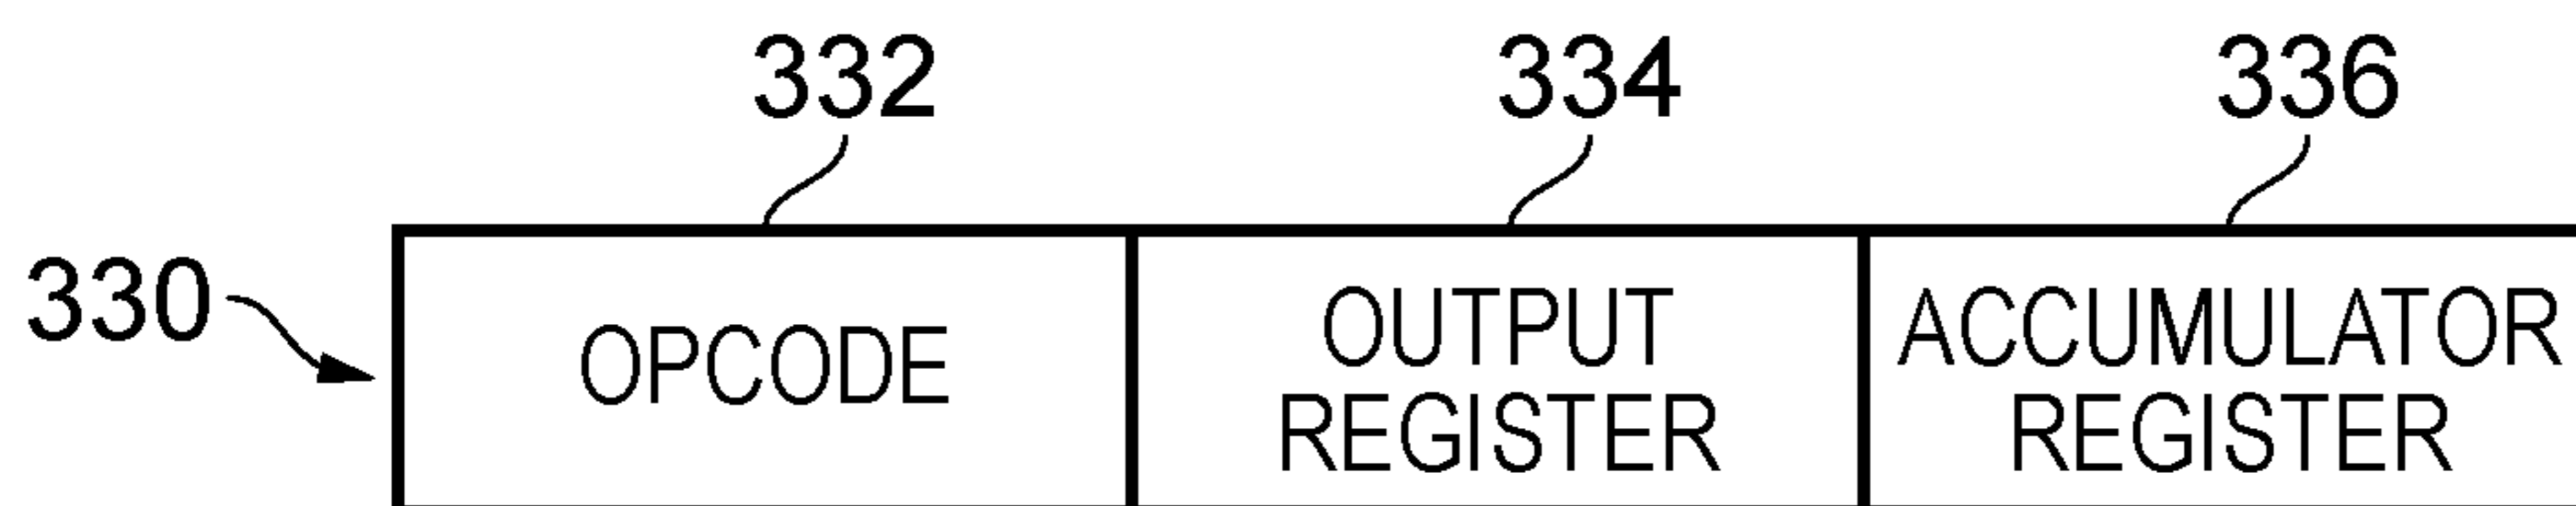 332 334 336
330
OPCODE
OUTPUT
REGISTER
ACCUMULATOR
REGISTER